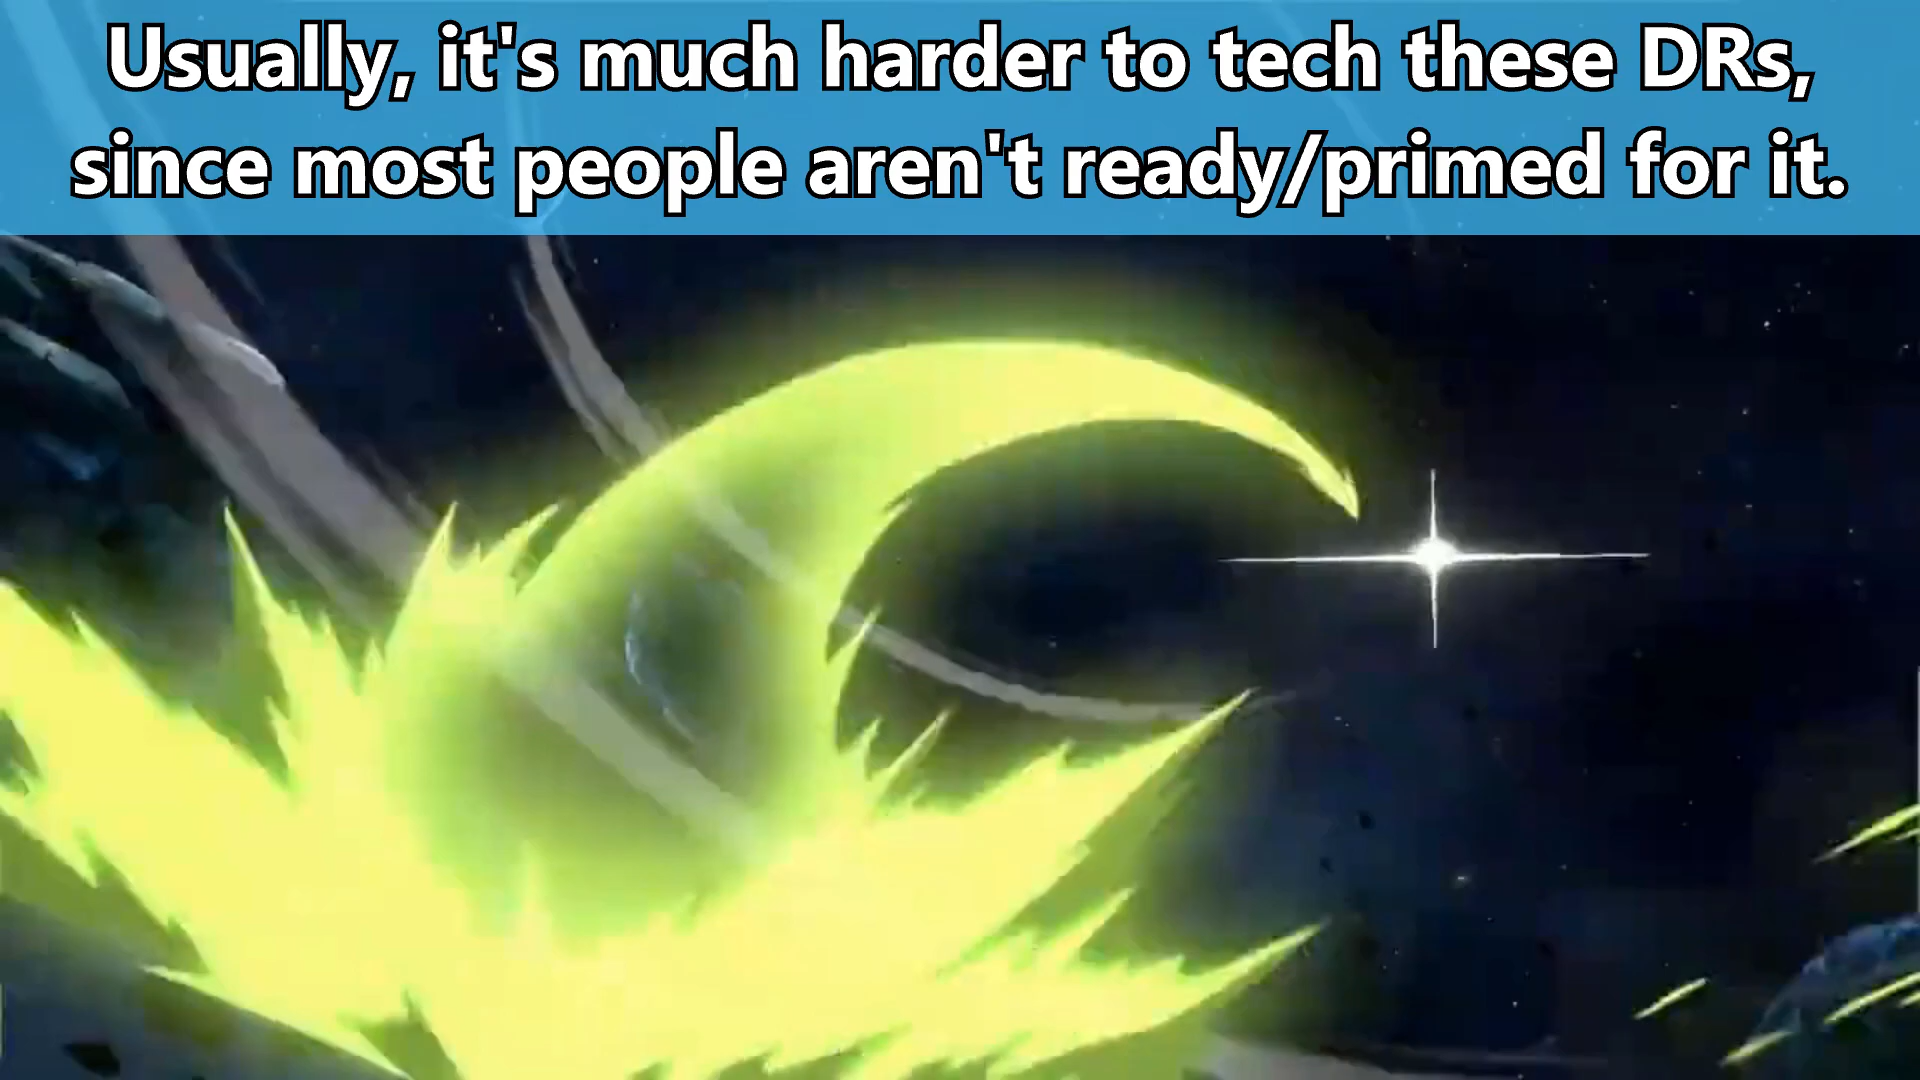 Usually, it's much harder to tech these DRs,
since most people aren't ready/primed for it.